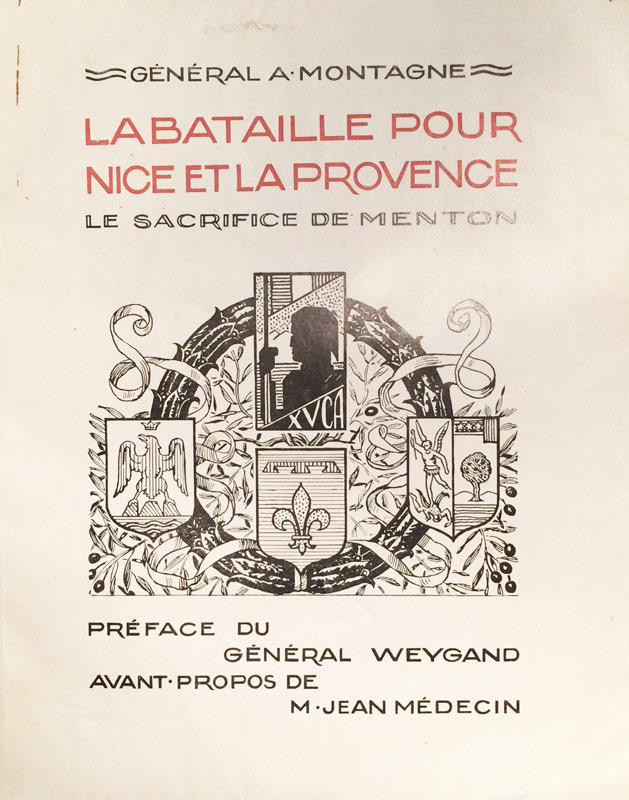 GÉNÉRAL A·MONTAGNE
LA BATAILLE POUR
NICE ET LA PROVENCE
LE SACRIFICE DE MENTON
XVCA
PRÉFACE DU
GÉNÉRAL WEYGAND
AVANT·PROPOS DE
M·JEAN MÉDECIN